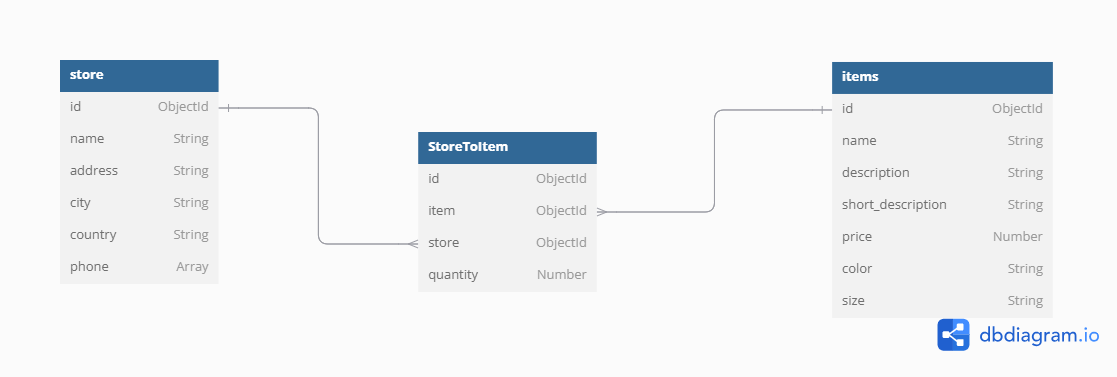 store
id ObjectId
name String
address String
city String
country String
phone Array
StoreToItem
id ObjectId
item ObjectId
store ObjectId
quantity Number
items
id ObjectId
name String
description String
short_description String
price Number
color String
size String
dbdiagram.io